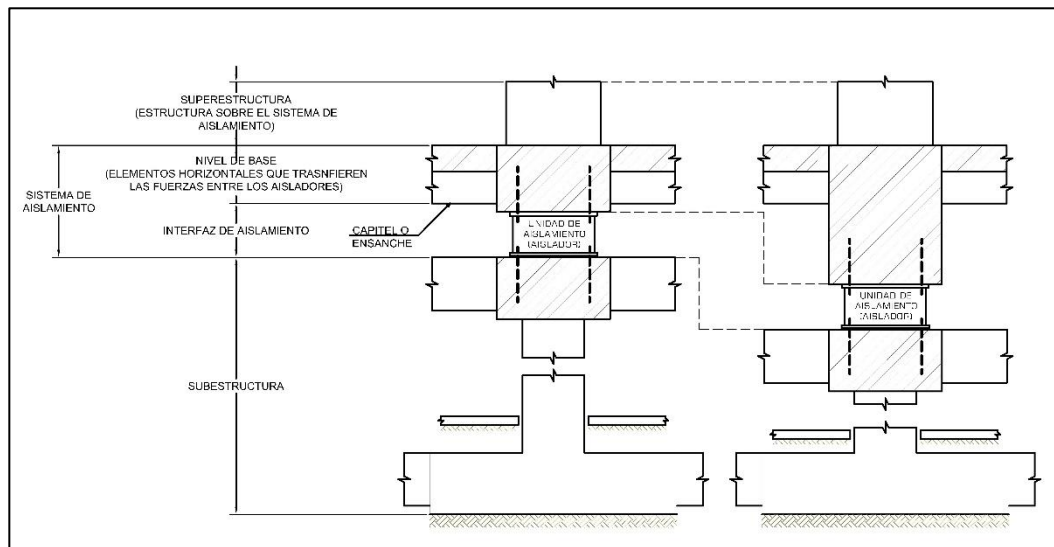 SUPERESTRUCTURA
(ESTRUCTURA SOBRE EL SISTEMA DE
AISLAMIENTO)
NIVEL DE BASE
(ELEMENTOS HORIZONTALES QUE TRASNFIEREN
LAS FUERZAS ENTRE LOS AISLADORES)
SISTEMA DE
AISLAMIENTO
INTERFAZ DE AISLAMIENTO
CAPITEL O
ENSANCHE
UNIDAD DE
AISLAMIENTO
(AISLADOR)
UNIDAD DE
AISLAMIENTO
(AISLADOR)
SUBESTRUCTURA